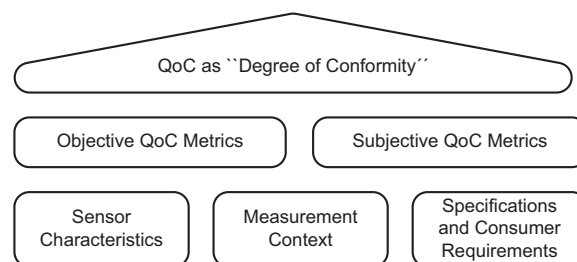 QoC as ``Degree of Conformity´´
Objective QoC Metrics
Subjective QoC Metrics
Sensor
Characteristics
Measurement
Context
Specifications
and Consumer
Requirements